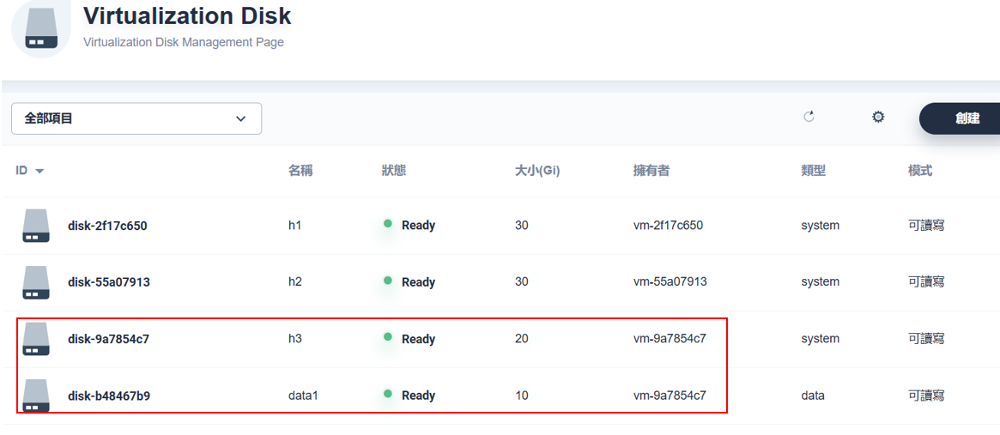 Virtualization Disk
Virtualization Disk Management Page
全部項目
創建
ID 名稱 狀態 大小(Gi) 擁有者 類型 模式
disk-2f17c650 h1 Ready 30 vm-2f17c650 system 可讀寫
disk-55a07913 h2 Ready 30 vm-55a07913 system 可讀寫
disk-9a7854c7 h3 Ready 20 vm-9a7854c7 system 可讀寫
disk-b48467b9 data1 Ready 10 vm-9a7854c7 data 可讀寫